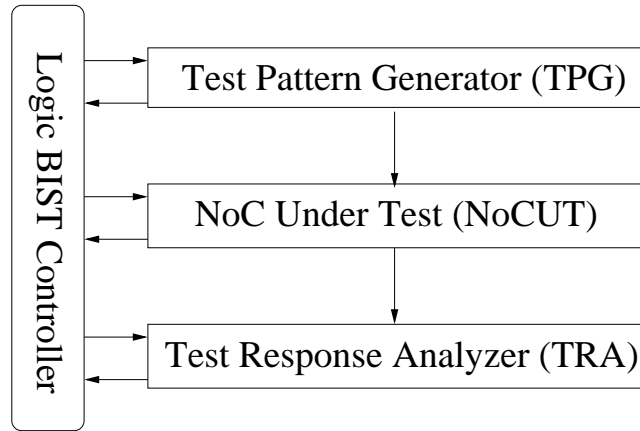 Logic BIST Controller
Test Pattern Generator (TPG)
NoC Under Test (NoCUT)
Test Response Analyzer (TRA)